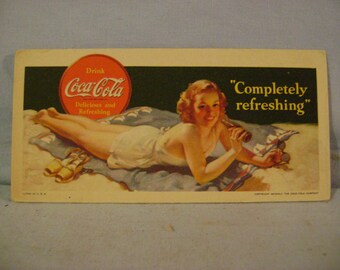 Drink
Coca-Cola
Delicious and
Refreshing
"Completely
refreshing"